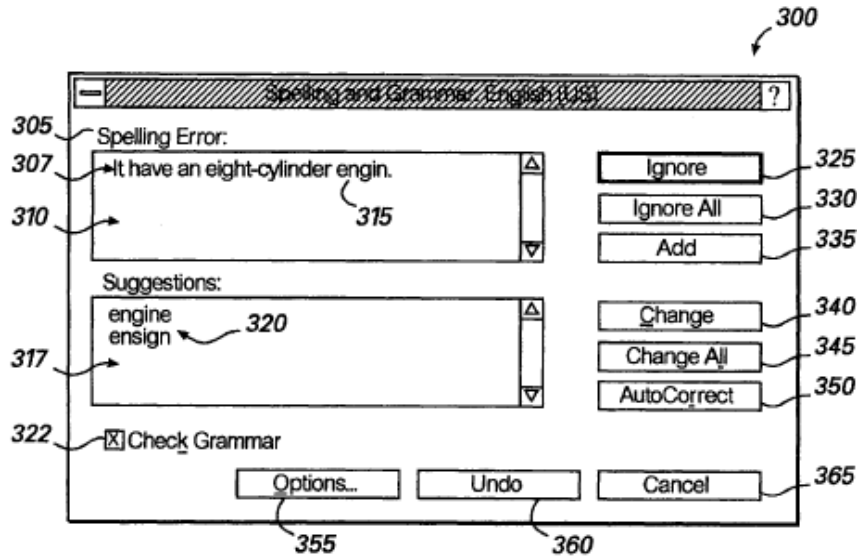 300
Spelling and Grammar: English (US)
?
305
Spelling Error:
307
It have an eight-cylinder engin.
315
310
Ignore
325
Ignore All
330
Add
335
Suggestions:
engine
ensign
320
317
Change
340
Change All
345
AutoCorrect
350
322
X Check Grammar
Options...
Undo
Cancel
365
355
360